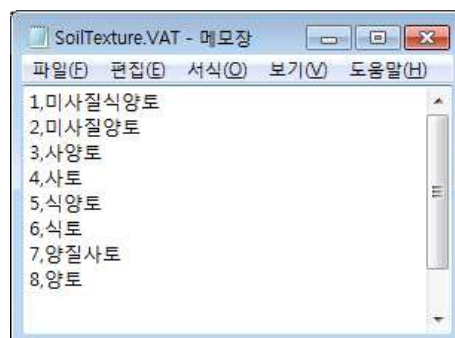 SoilTexture.VAT - 메모장
파일(F) 편집(E) 서식(O) 보기(V) 도움말(H)
1,미사질식양토
2,미사질양토
3,사양토
4,사토
5,식양토
6,식토
7,양질사토
8,양토